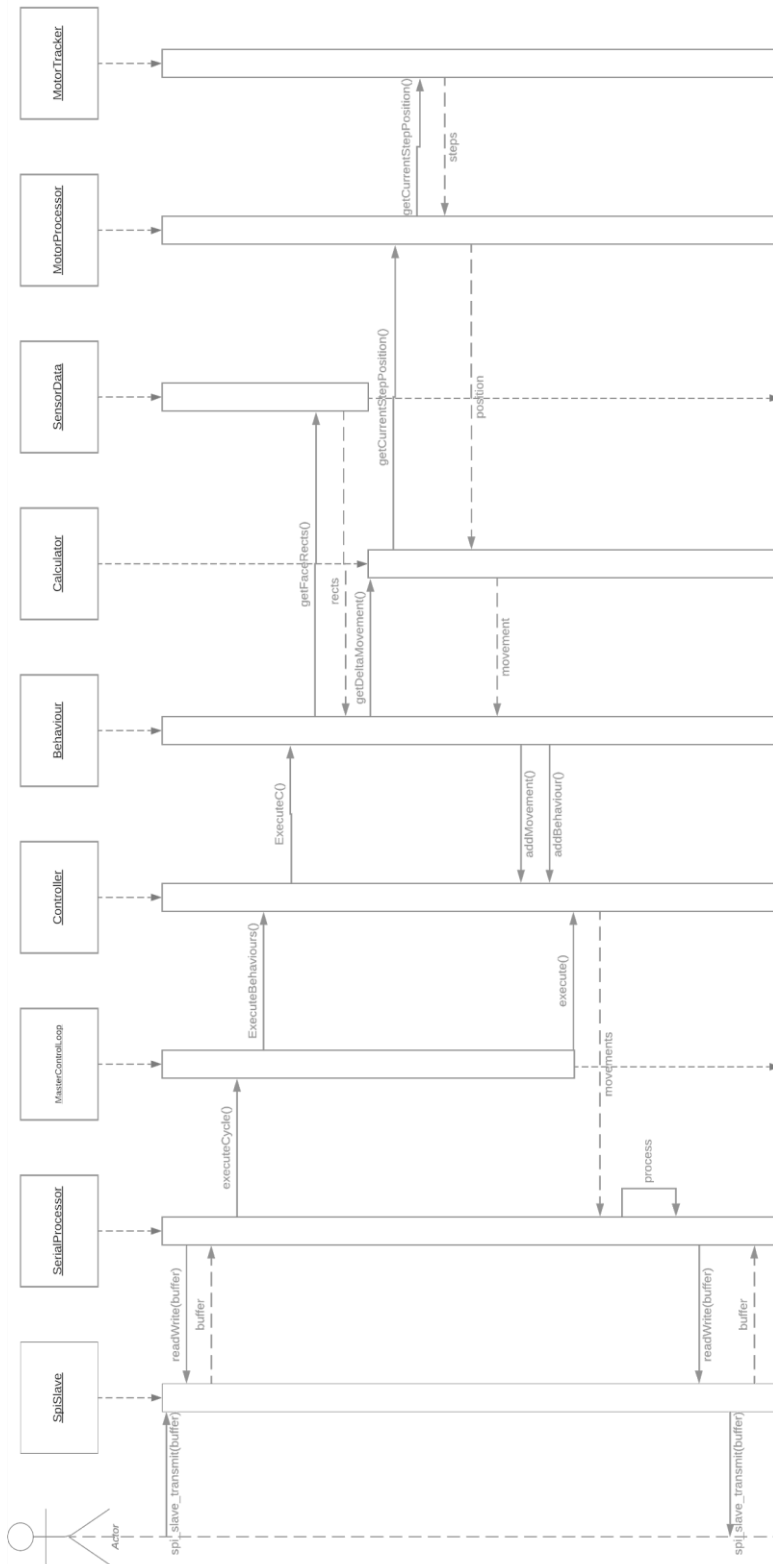 Actor
SpiSlave
SerialProcessor
MasterControlLoop
Controller
Behaviour
Calculator
SensorData
MotorProcessor
MotorTracker
spi_slave_transmit(buffer)
readWrite(buffer)
buffer
executeCycle()
ExecuteBehaviours()
ExecuteC()
getFaceRects()
rects
getDeltaMovement()
getCurrentStepPosition()
getCurrentStepPosition()
steps
position
movement
addMovement()
addBehaviour()
execute()
movements
process
readWrite(buffer)
spi_slave_transmit(buffer)
buffer